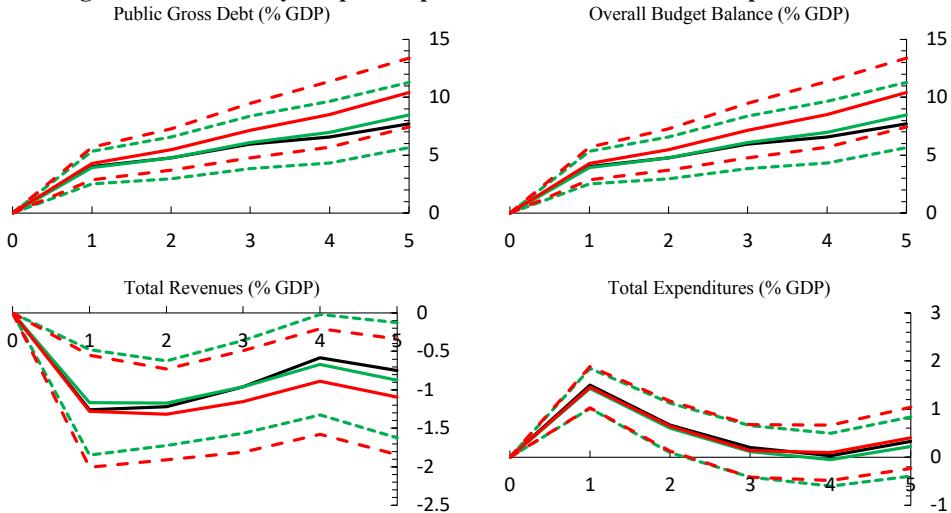 Public Gross Debt (% GDP)
Overall Budget Balance (% GDP)
15
10
5
0
0 1 2 3 4 5
15
10
5
0
0 1 2 3 4 5
Total Revenues (% GDP)
0
-0.5
-1
-1.5
-2
-2.5
0 1 2 3 4 5
Total Expenditures (% GDP)
3
2
1
0
-1
0 1 2 3 4 5